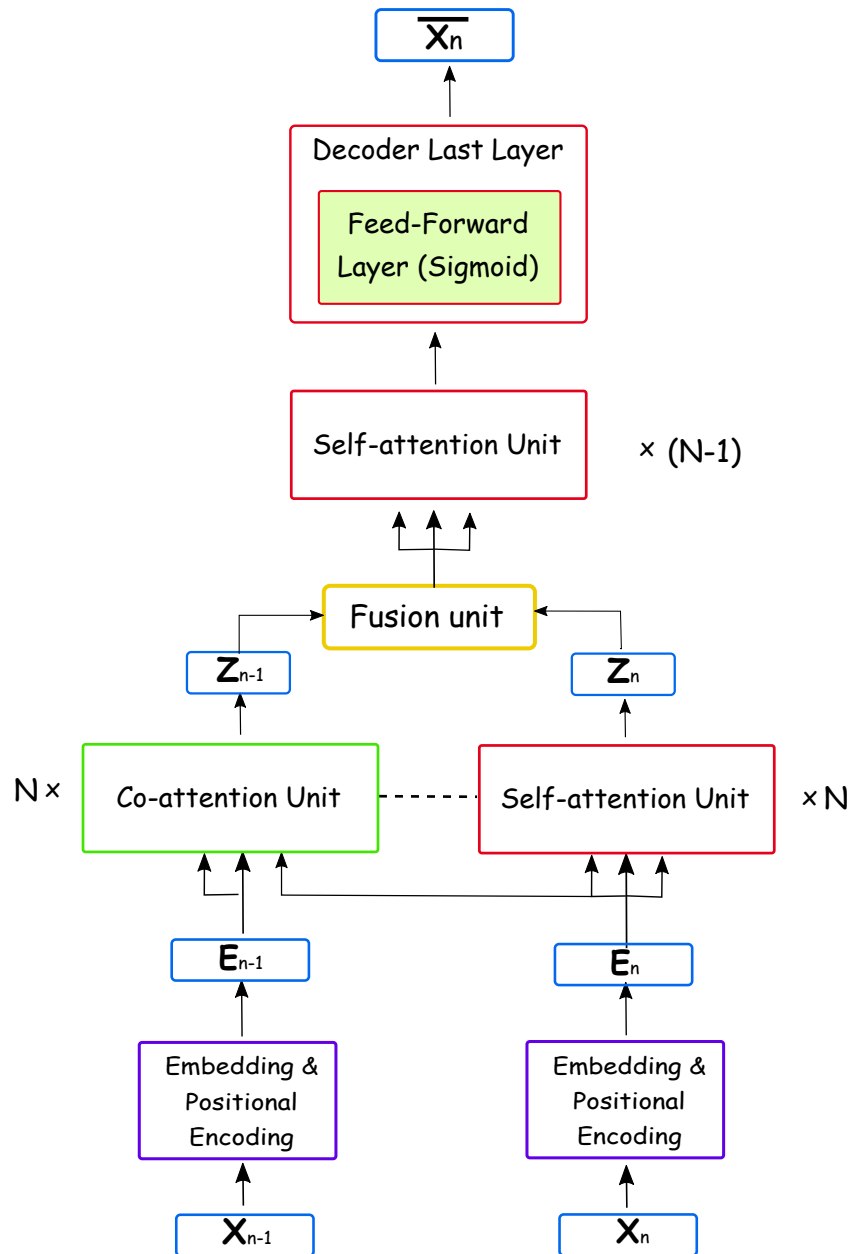 X̅n
Decoder Last Layer
Feed-Forward
Layer (Sigmoid)
Self-attention Unit
× (N-1)
Fusion unit
Zn-1
Zn
N ×
Co-attention Unit
Self-attention Unit
× N
En-1
En
Embedding &
Positional
Encoding
Embedding &
Positional
Encoding
Xn-1
Xn